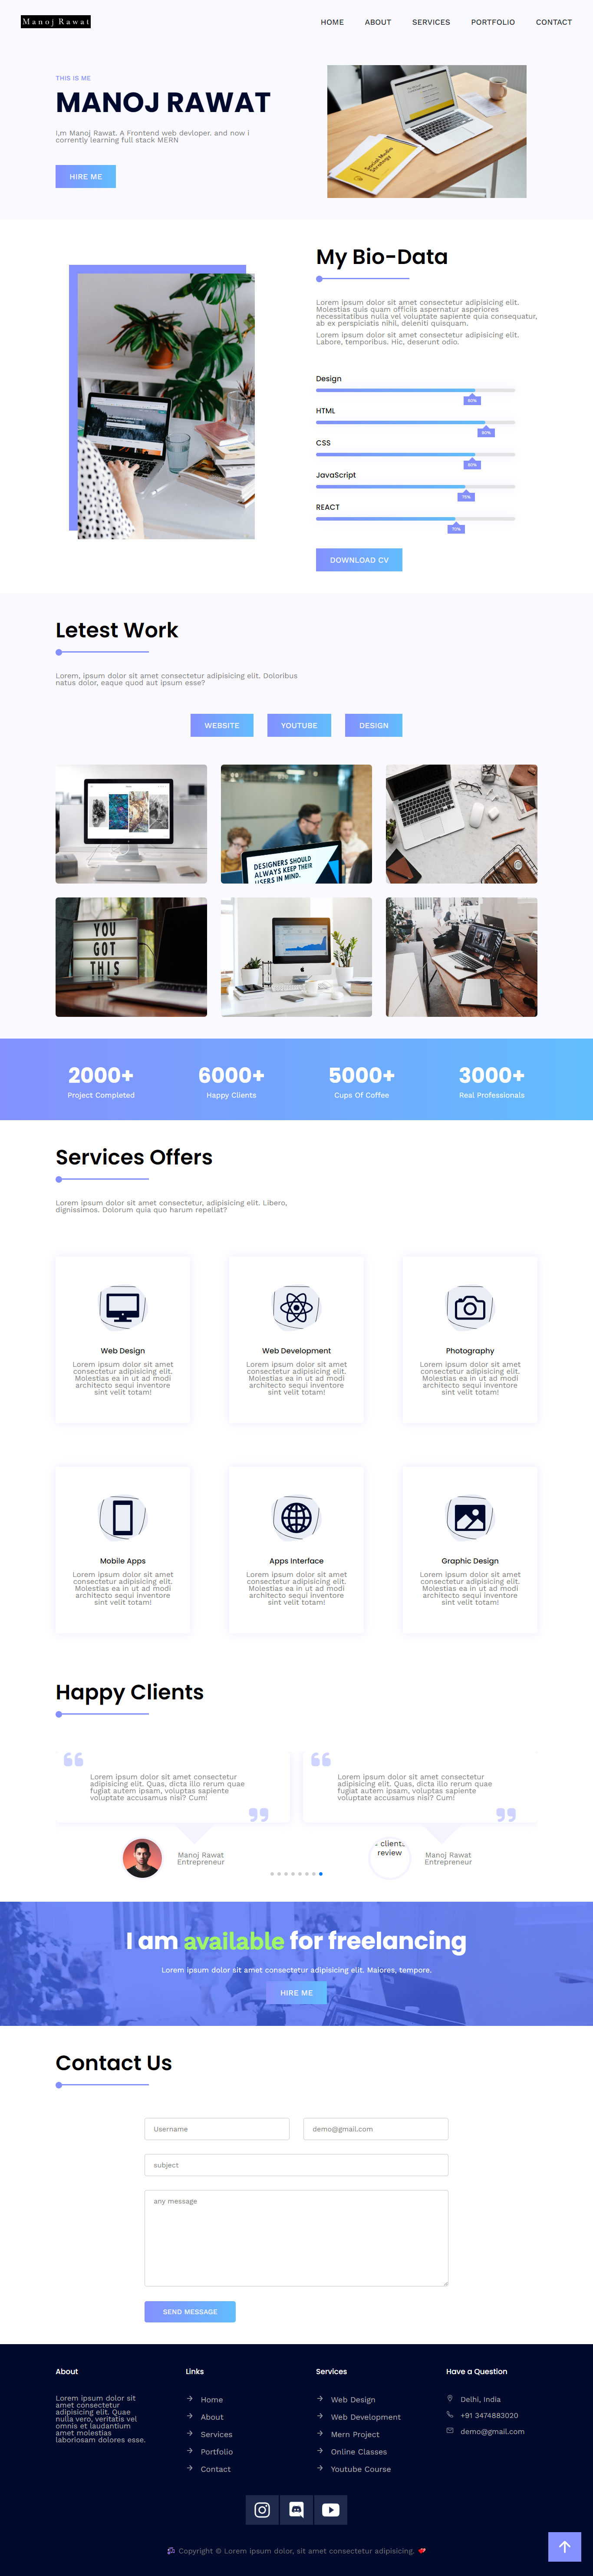 Manoj Rawat
HOME ABOUT SERVICES PORTFOLIO CONTACT
THIS IS ME
MANOJ RAWAT
I,m Manoj Rawat. A Frontend web devloper. and now i
corrently learning full stack MERN
HIRE ME
Social Media
Strategy
My Bio-Data
Lorem ipsum dolor sit amet consectetur adipisicing elit.
Molestias quis quam officiis aspernatur asperiores
necessitatibus nulla vel voluptate sapiente quia consequatur,
ab ex perspiciatis nihil, deleniti quisquam.
Lorem ipsum dolor sit amet consectetur adipisicing elit.
Labore, temporibus. Hic, deserunt odio.
Design
80%
HTML
CSS
80%
JavaScript
75%
REACT
70%
DOWNLOAD CV
Letest Work
Lorem, ipsum dolor sit amet consectetur adipisicing elit. Doloribus
natus dolor, eaque quod aut ipsum esse?
WEBSITE YOUTUBE DESIGN
DESIGNERS SHOULD
ALWAYS KEEP THEIR
USERS IN MIND.
YOU
GOT
THIS
2000+ 6000+ 5000+ 3000+
Project Completed Happy Clients Cups Of Coffee Real Professionals
Services Offers
Lorem ipsum dolor sit amet consectetur, adipisicing elit. Libero,
dignissimos. Dolorum quia quo harum repellat?
Web Design
Lorem ipsum dolor sit amet
consectetur adipisicing elit.
Molestias ea in ut ad modi
architecto sequi inventore
sint velit totam!
Web Development
Lorem ipsum dolor sit amet
consectetur adipisicing elit.
Molestias ea in ut ad modi
architecto sequi inventore
sint velit totam!
Photography
Lorem ipsum dolor sit amet
consectetur adipisicing elit.
Molestias ea in ut ad modi
architecto sequi inventore
sint velit totam!
Mobile Apps
Lorem ipsum dolor sit amet
consectetur adipisicing elit.
Molestias ea in ut ad modi
architecto sequi inventore
sint velit totam!
Apps Interface
Lorem ipsum dolor sit amet
consectetur adipisicing elit.
Molestias ea in ut ad modi
architecto sequi inventore
sint velit totam!
Graphic Design
Lorem ipsum dolor sit amet
consectetur adipisicing elit.
Molestias ea in ut ad modi
architecto sequi inventore
sint velit totam!
Happy Clients
Lorem ipsum dolor sit amet consectetur
adipisicing elit. Quas, dicta illo rerum quae
fugiat autem ipsam, voluptas sapiente
voluptate accusamus nisi? Cum!
Manoj Rawat
Entrepreneur
Lorem ipsum dolor sit amet consectetur
adipisicing elit. Quas, dicta illo rerum quae
fugiat autem ipsam, voluptas sapiente
voluptate accusamus nisi? Cum!
clients
review
Manoj Rawat
Entrepreneur
I am available for freelancing
Lorem ipsum dolor sit amet consectetur adipisicing elit. Maiores, tempore.
HIRE ME
Contact Us
Username
demo@gmail.com
subject
any message
SEND MESSAGE
About
Lorem ipsum dolor sit
amet consectetur
adipisicing elit. Quae
nulla vero, veritatis vel
omnis et laudantium
amet molestias
laboriosam dolores esse.
Links
Home
About
Services
Portfolio
Contact
Services
Web Design
Web Development
Mern Project
Online Classes
Youtube Course
Have a Question
Delhi, India
+91 3474883020
demo@gmail.com
Copyright © Lorem ipsum dolor, sit amet consectetur adipisicing.